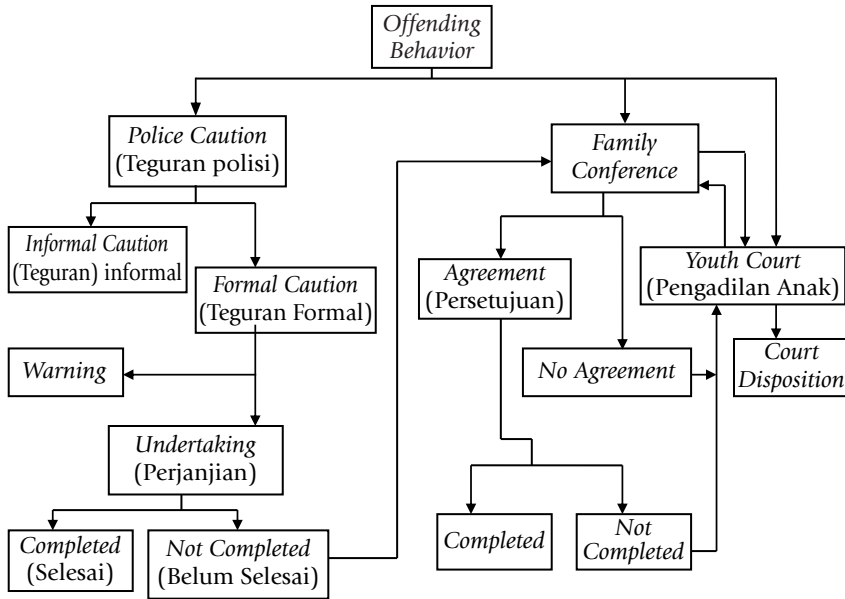 Offending
Behavior
Police Caution
(Teguran polisi)
Family
Conference
Informal Caution
(Teguran) informal
Formal Caution
(Teguran Formal)
Agreement
(Persetujuan)
Youth Court
(Pengadilan Anak)
Warning
No Agreement
Court
Disposition
Undertaking
(Perjanjian)
Completed
(Selesai)
Not Completed
(Belum Selesai)
Completed
Not
Completed